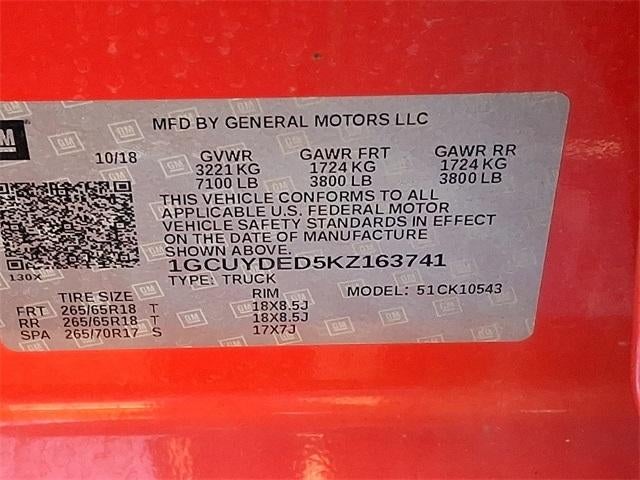 GM
MFD BY GENERAL MOTORS LLC
10/18 GVWR GAWR FRT GAWR RR
3221 KG 1724 KG 1724 KG
7100 LB 3800 LB 3800 LB
THIS VEHICLE CONFORMS TO ALL
APPLICABLE U.S. FEDERAL MOTOR
VEHICLE SAFETY STANDARDS IN EFFECT
ON THE DATE OF MANUFACTURE
SHOWN ABOVE.
130X
1GCUYDED5KZ163741
TYPE: TRUCK MODEL: 51CK10543
TIRE SIZE RIM
FRT 265/65R18 T 18X8.5J
RR 265/65R18 T 18X8.5J
SPA 265/70R17 S 17X7J